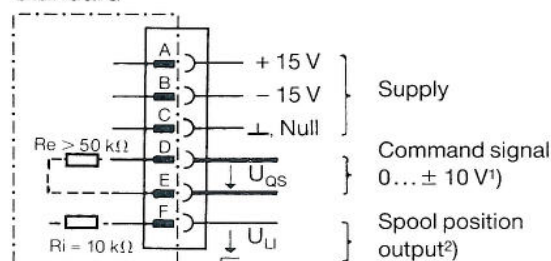 A + 15 V
B − 15 V Supply
C ⊥, Null
Re > 50 kΩ D Command signal
U_QS 0...± 10 V¹)
E
F Spool position
Ri = 10 kΩ U_LI output²)